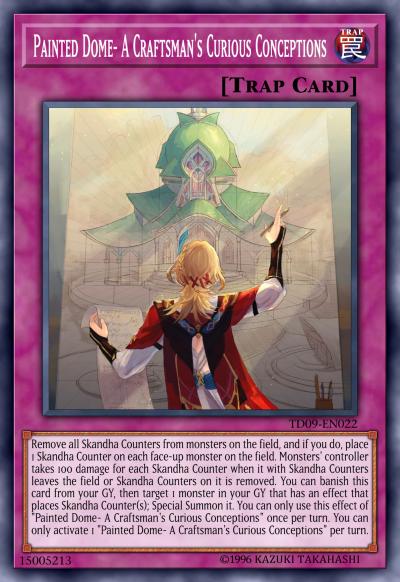 Painted Dome- A Craftsman's Curious Conceptions
TRAP
罠
[Trap Card]
TD09-EN022
Remove all Skandha Counters from monsters on the field, and if you do, place
1 Skandha Counter on each face-up monster on the field. Monsters' controller
takes 100 damage for each Skandha Counter when it with Skandha Counters
leaves the field or Skandha Counters on it is removed. You can banish this
card from your GY, then target 1 monster in your GY that has an effect that
places Skandha Counter(s); Special Summon it. You can only use this effect of
"Painted Dome- A Craftsman's Curious Conceptions" once per turn. You can
only activate 1 "Painted Dome- A Craftsman's Curious Conceptions" per turn.
15005213
©1996 KAZUKI TAKAHASHI